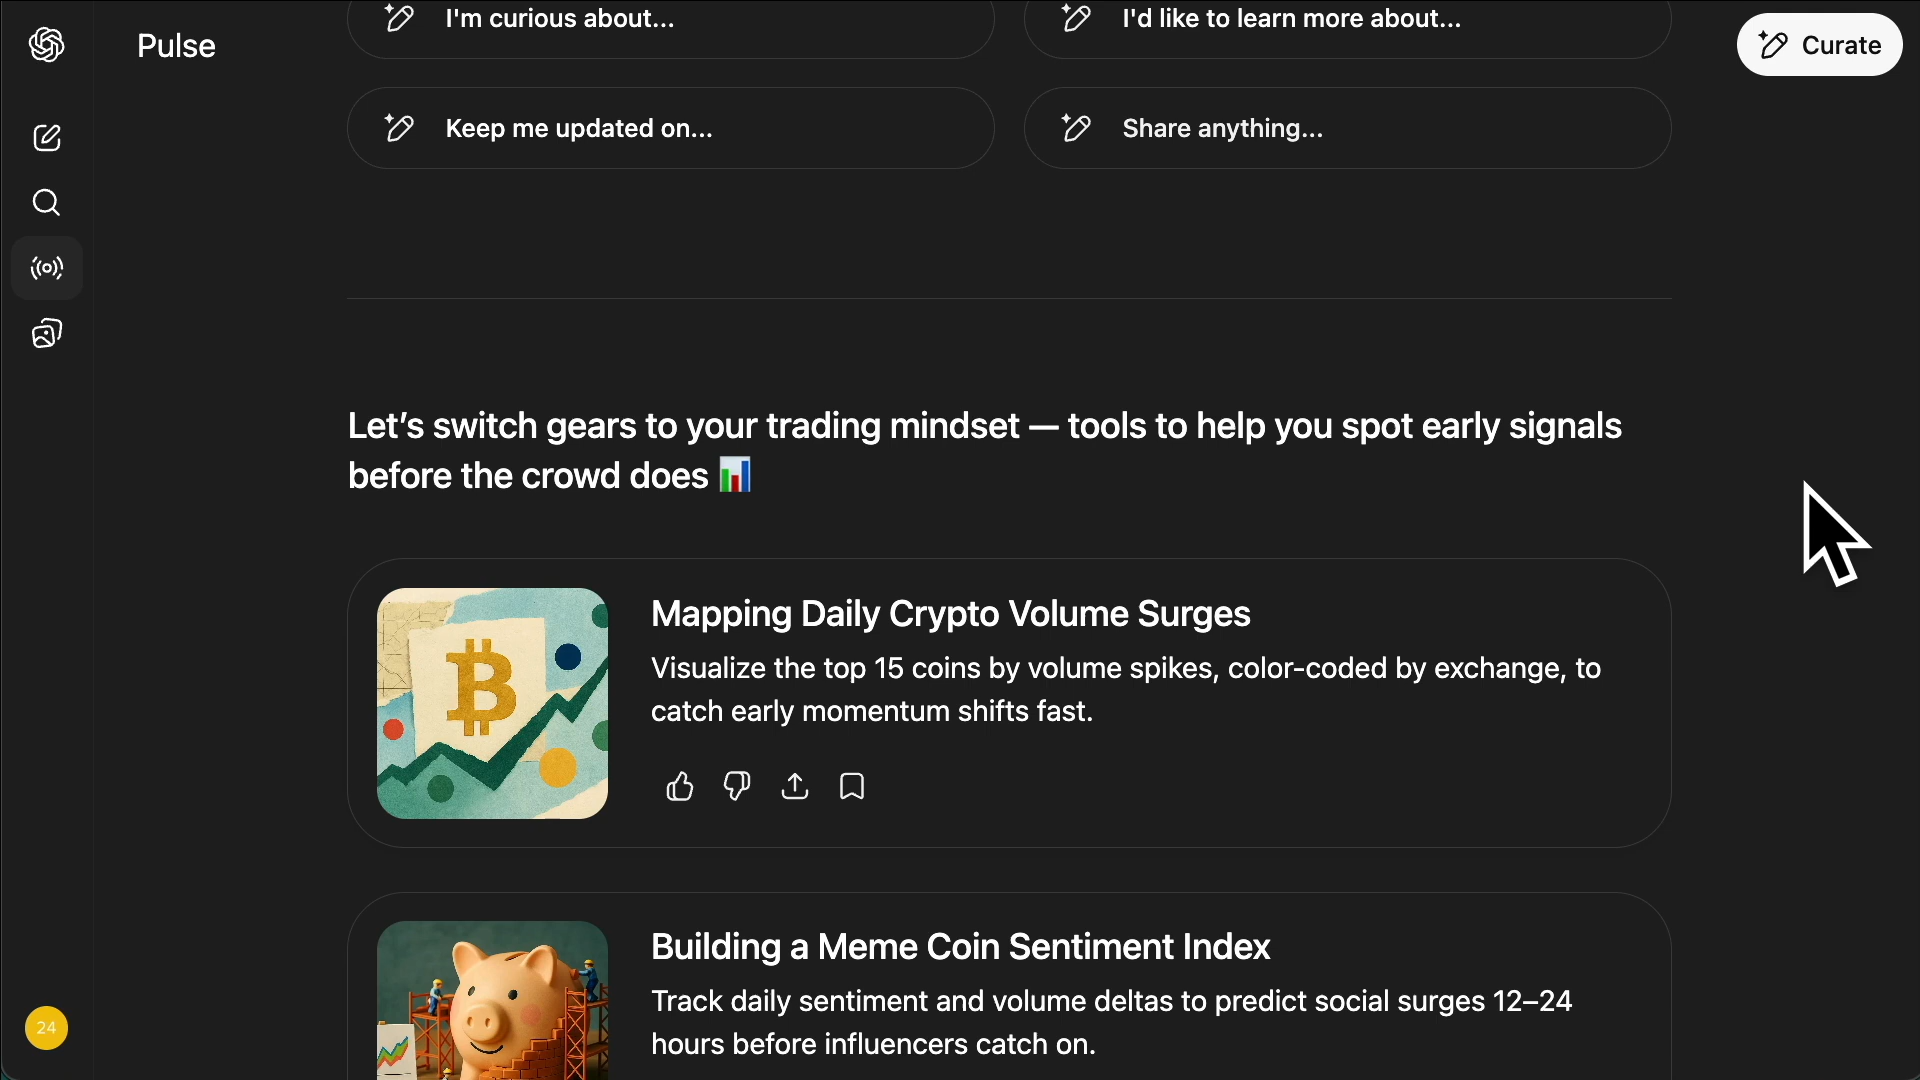 Pulse
I'm curious about...
I'd like to learn more about...
Curate
Keep me updated on...
Share anything...
Let's switch gears to your trading mindset — tools to help you spot early signals
before the crowd does 📊
Mapping Daily Crypto Volume Surges
Visualize the top 15 coins by volume spikes, color-coded by exchange, to
catch early momentum shifts fast.
Building a Meme Coin Sentiment Index
Track daily sentiment and volume deltas to predict social surges 12–24
hours before influencers catch on.
24